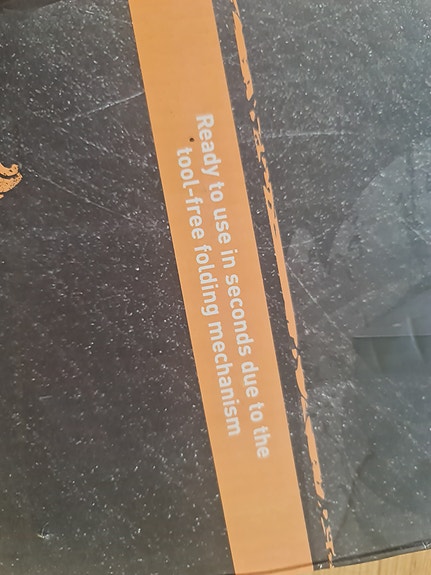 Ready to use in seconds due to the
tool-free folding mechanism